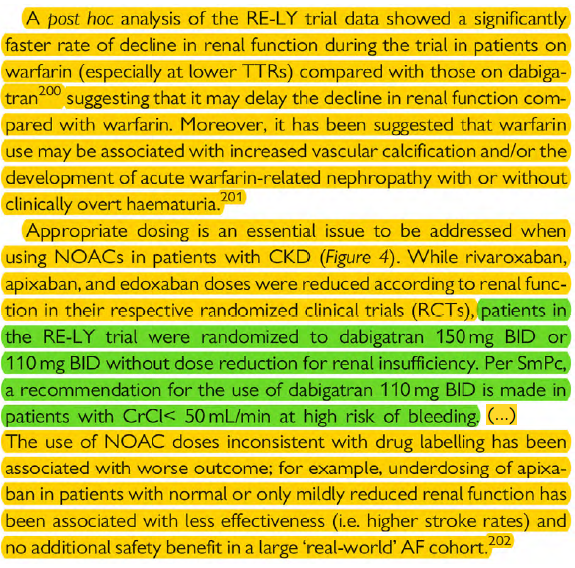 A post hoc analysis of the RE-LY trial data showed a significantly
faster rate of decline in renal function during the trial in patients on
warfarin (especially at lower TTRs) compared with those on dabiga-
tran200 suggesting that it may delay the decline in renal function com-
pared with warfarin. Moreover, it has been suggested that warfarin
use may be associated with increased vascular calcification and/or the
development of acute warfarin-related nephropathy with or without
clinically overt haematuria.201
Appropriate dosing is an essential issue to be addressed when
using NOACs in patients with CKD (Figure 4). While rivaroxaban,
apixaban, and edoxaban doses were reduced according to renal func-
tion in their respective randomized clinical trials (RCTs), patients in
the RE-LY trial were randomized to dabigatran 150 mg BID or
110 mg BID without dose reduction for renal insufficiency. Per SmPc,
a recommendation for the use of dabigatran 110 mg BID is made in
patients with CrCl< 50 mL/min at high risk of bleeding. (...)
The use of NOAC doses inconsistent with drug labelling has been
associated with worse outcome; for example, underdosing of apixa-
ban in patients with normal or only mildly reduced renal function has
been associated with less effectiveness (i.e. higher stroke rates) and
no additional safety benefit in a large ‘real-world’ AF cohort.202